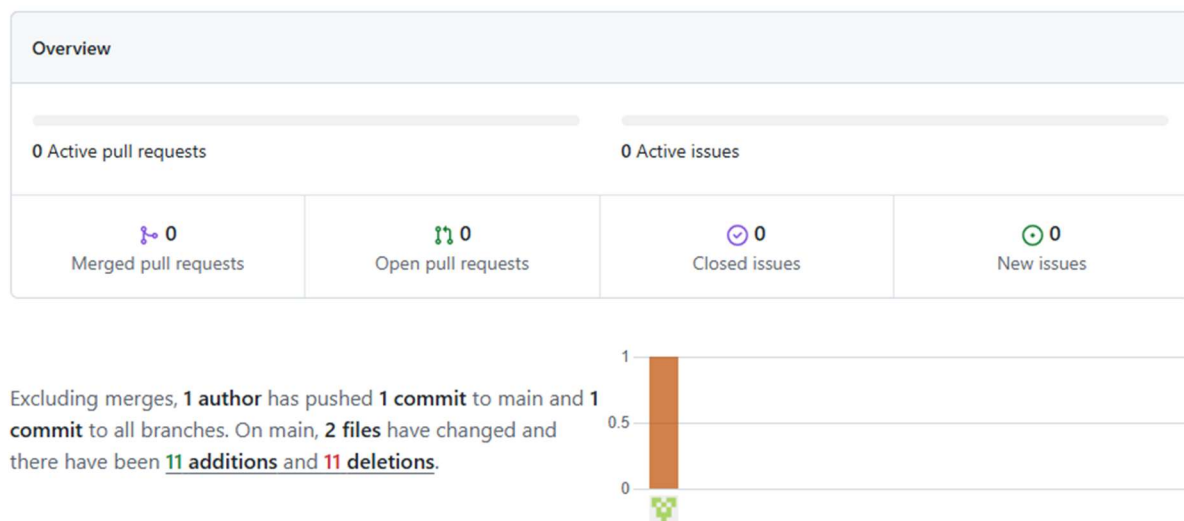 Overview
0 Active pull requests
0 Active issues
0
Merged pull requests
0
Open pull requests
0
Closed issues
0
New issues
Excluding merges, 1 author has pushed 1 commit to main and 1
commit to all branches. On main, 2 files have changed and
there have been 11 additions and 11 deletions.
1
0.5
0